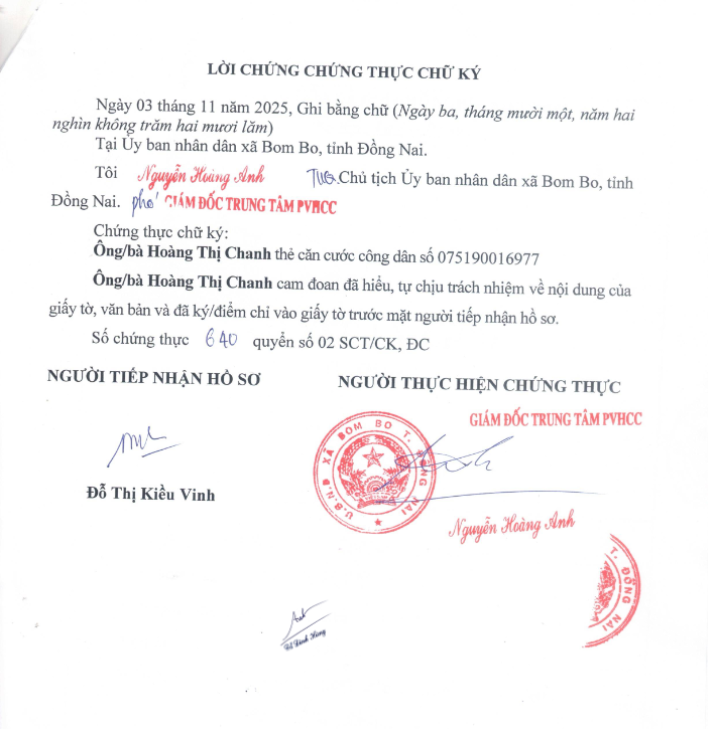 LỜI CHỨNG CHỨNG THỰC CHỮ KÝ
Ngày 03 tháng 11 năm 2025, Ghi bằng chữ (Ngày ba, tháng mười một, năm hai
nghìn không trăm hai mươi lăm)
Tại Ủy ban nhân dân xã Bom Bo, tỉnh Đồng Nai.
Tôi Nguyễn Hoàng Anh TUQ.Chủ tịch Ủy ban nhân dân xã Bom Bo, tỉnh
Đồng Nai. phó GIÁM ĐỐC TRUNG TÂM PVHCC
Chứng thực chữ ký:
Ông/bà Hoàng Thị Chanh thẻ căn cước công dân số 075190016977
Ông/bà Hoàng Thị Chanh cam đoan đã hiểu, tự chịu trách nhiệm về nội dung của
giấy tờ, văn bản và đã ký/điểm chỉ vào giấy tờ trước mặt người tiếp nhận hồ sơ.
Số chứng thực 640 quyển số 02 SCT/CK, ĐC
NGƯỜI TIẾP NHẬN HỒ SƠ
NGƯỜI THỰC HIỆN CHỨNG THỰC
GIÁM ĐỐC TRUNG TÂM PVHCC
U.B.N.D XÃ BOM BO T. ĐỒNG NAI
Đỗ Thị Kiều Vinh
Nguyễn Hoàng Anh
T. ĐỒNG NAI